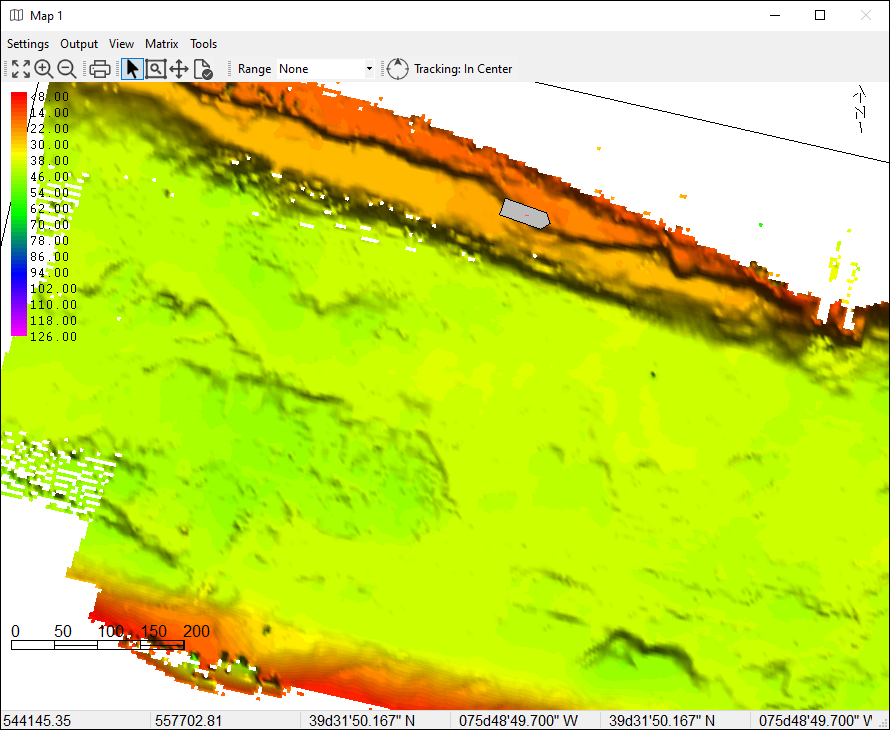 Map 1
Settings Output View Matrix Tools
Range None Tracking: In Center
N
14.00
22.00
30.00
38.00
46.00
54.00
62.00
70.00
78.00
86.00
94.00
102.00
110.00
118.00
126.00
0 50 100 150 200
544145.35 557702.81 39d31'50.167" N 075d48'49.700" W 39d31'50.167" N 075d48'49.700" W